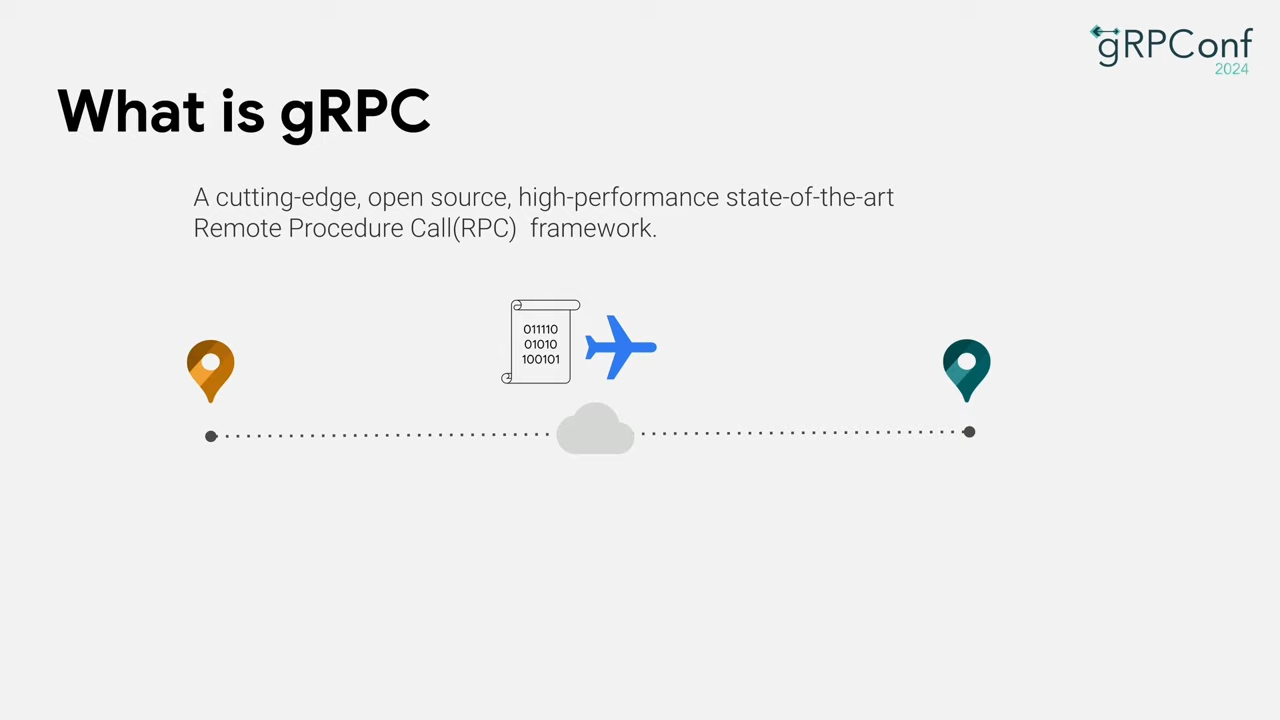 gRPConf
2024
What is gRPC
A cutting-edge, open source, high-performance state-of-the-art
Remote Procedure Call(RPC)  framework.
011110
01010
100101